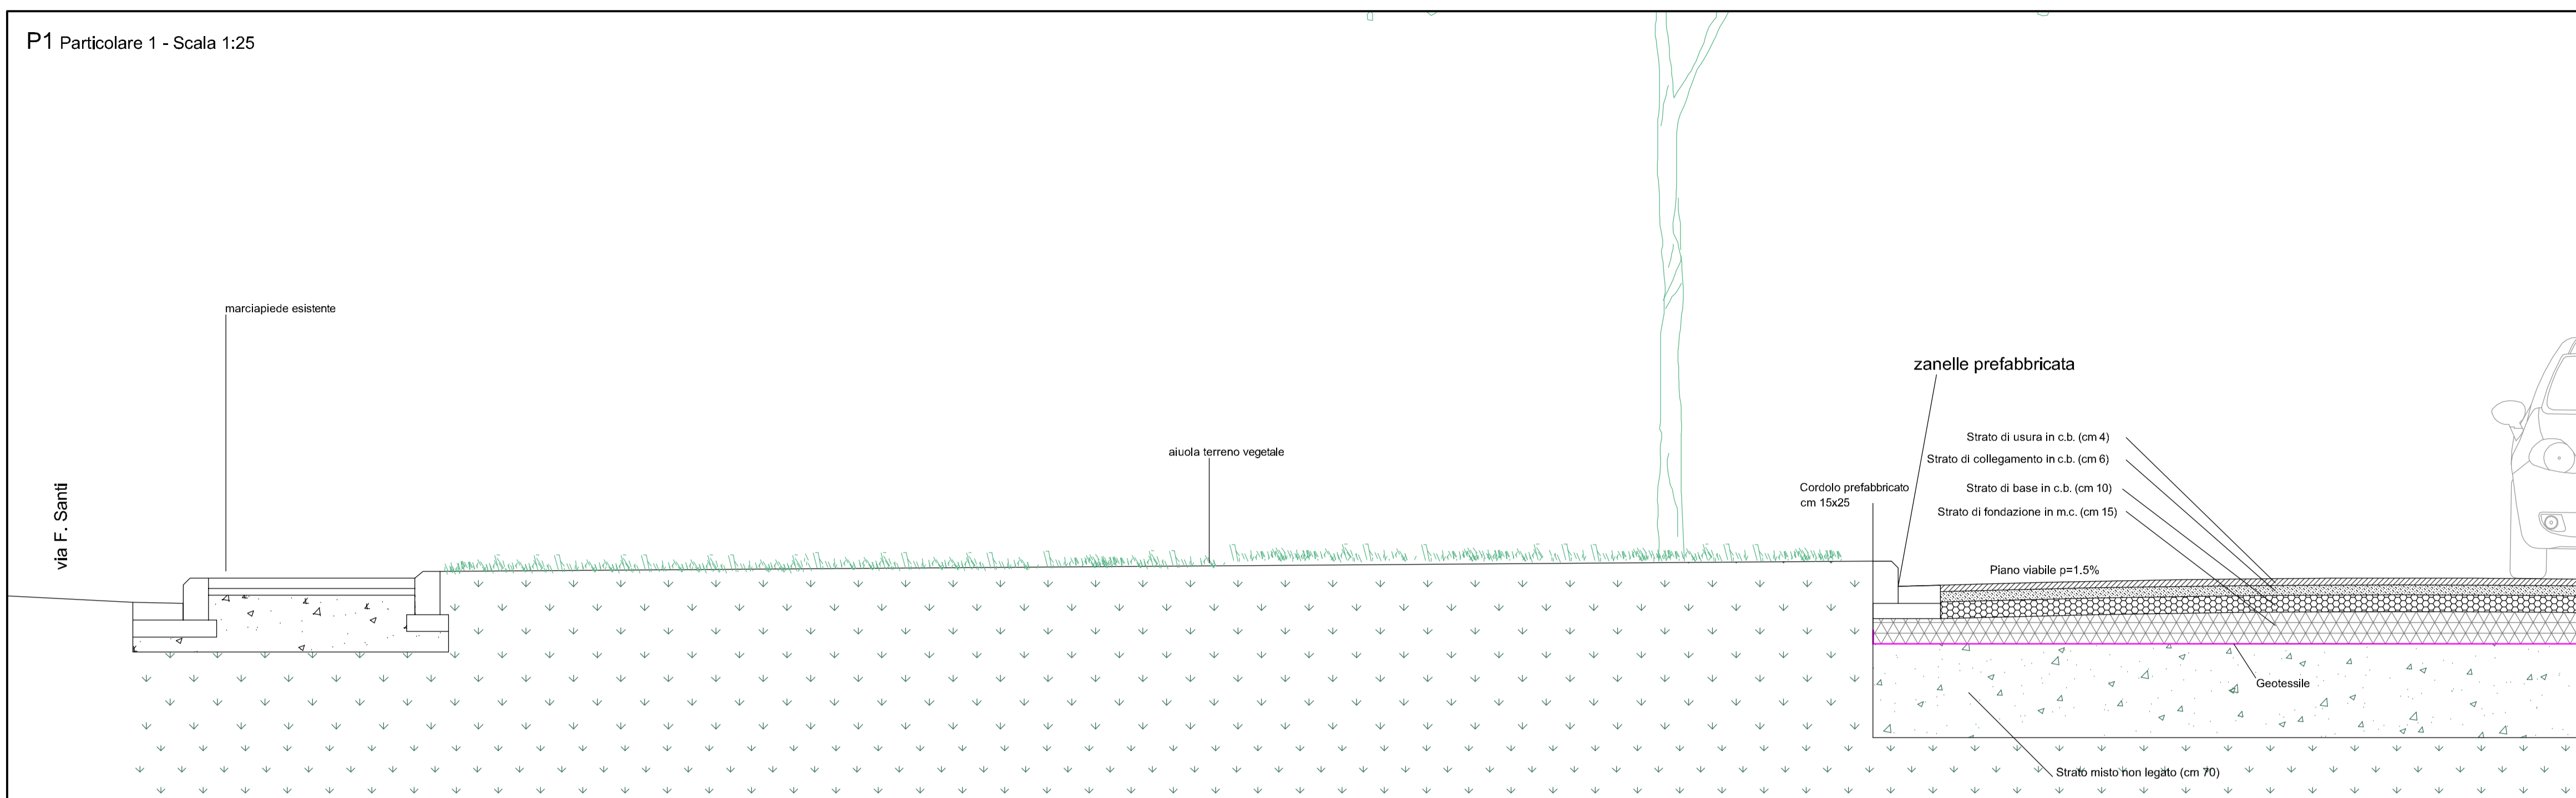 P1 Particolare 1 - Scala 1:25
marciapiede esistente
via F. Santi
aiuola terreno vegetale
zanelle prefabbricata
Strato di usura in c.b. (cm 4)
Strato di collegamento in c.b. (cm 6)
Cordolo prefabbricato
cm 15x25
Strato di base in c.b. (cm 10)
Strato di fondazione in m.c. (cm 15)
Piano viabile p=1.5%
Geotessile
Strato misto non legato (cm 70)